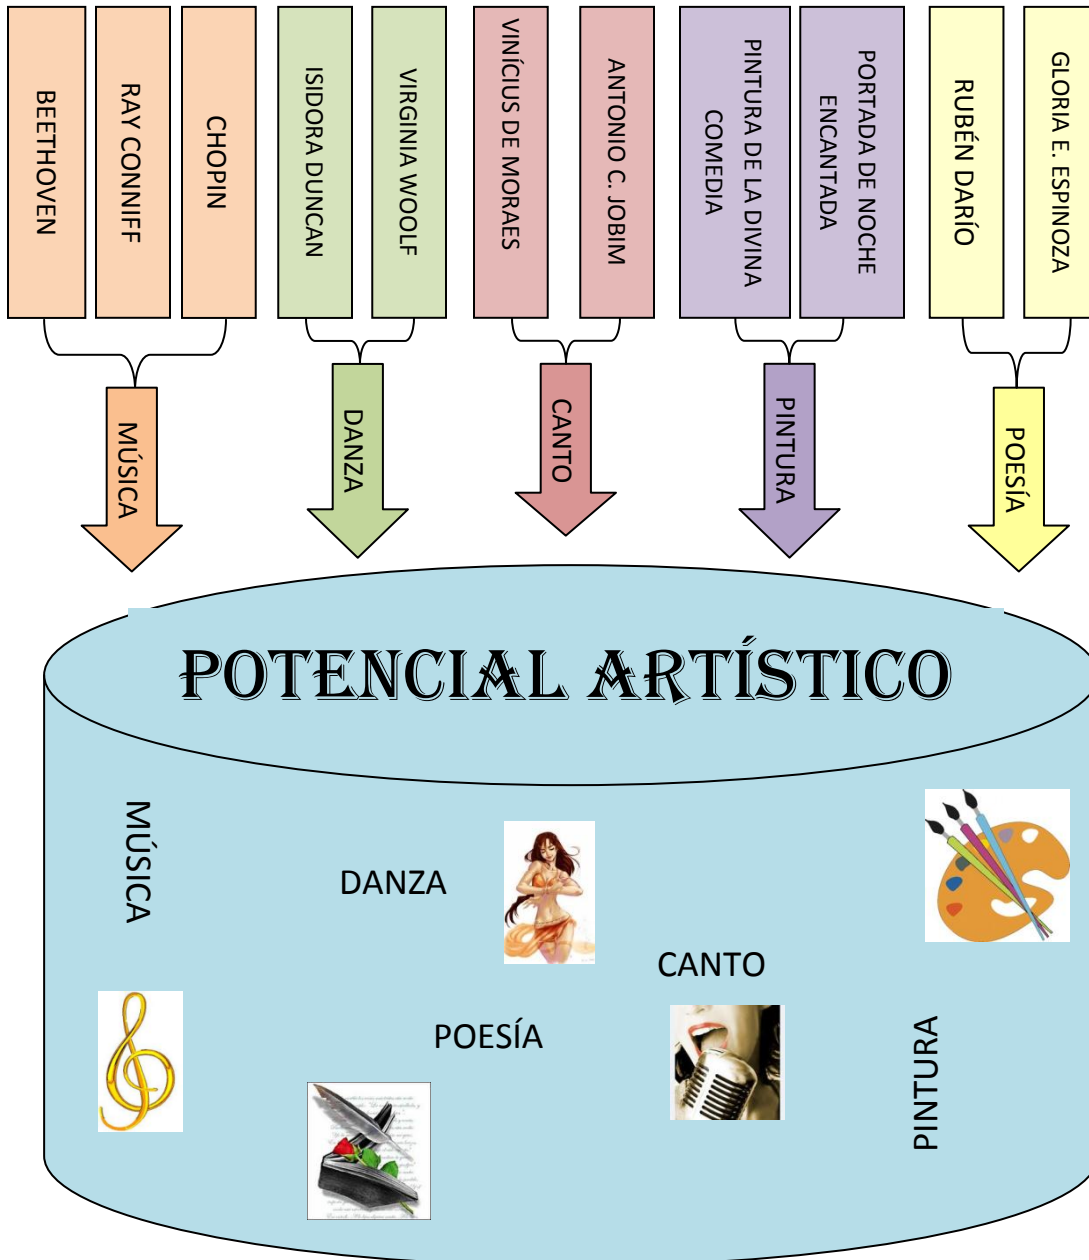 BEETHOVEN
RAY CONNIFF
CHOPIN
ISIDORA DUNCAN
VIRGINIA WOOLF
VINÍCIUS DE MORAES
ANTONIO C. JOBIM
PINTURA DE LA DIVINA
COMEDIA
PORTADA DE NOCHE
ENCANTADA
RUBÉN DARÍO
GLORIA E. ESPINOZA
MÚSICA
DANZA
CANTO
PINTURA
POESÍA
POTENCIAL ARTÍSTICO
MÚSICA
DANZA
CANTO
POESÍA
PINTURA